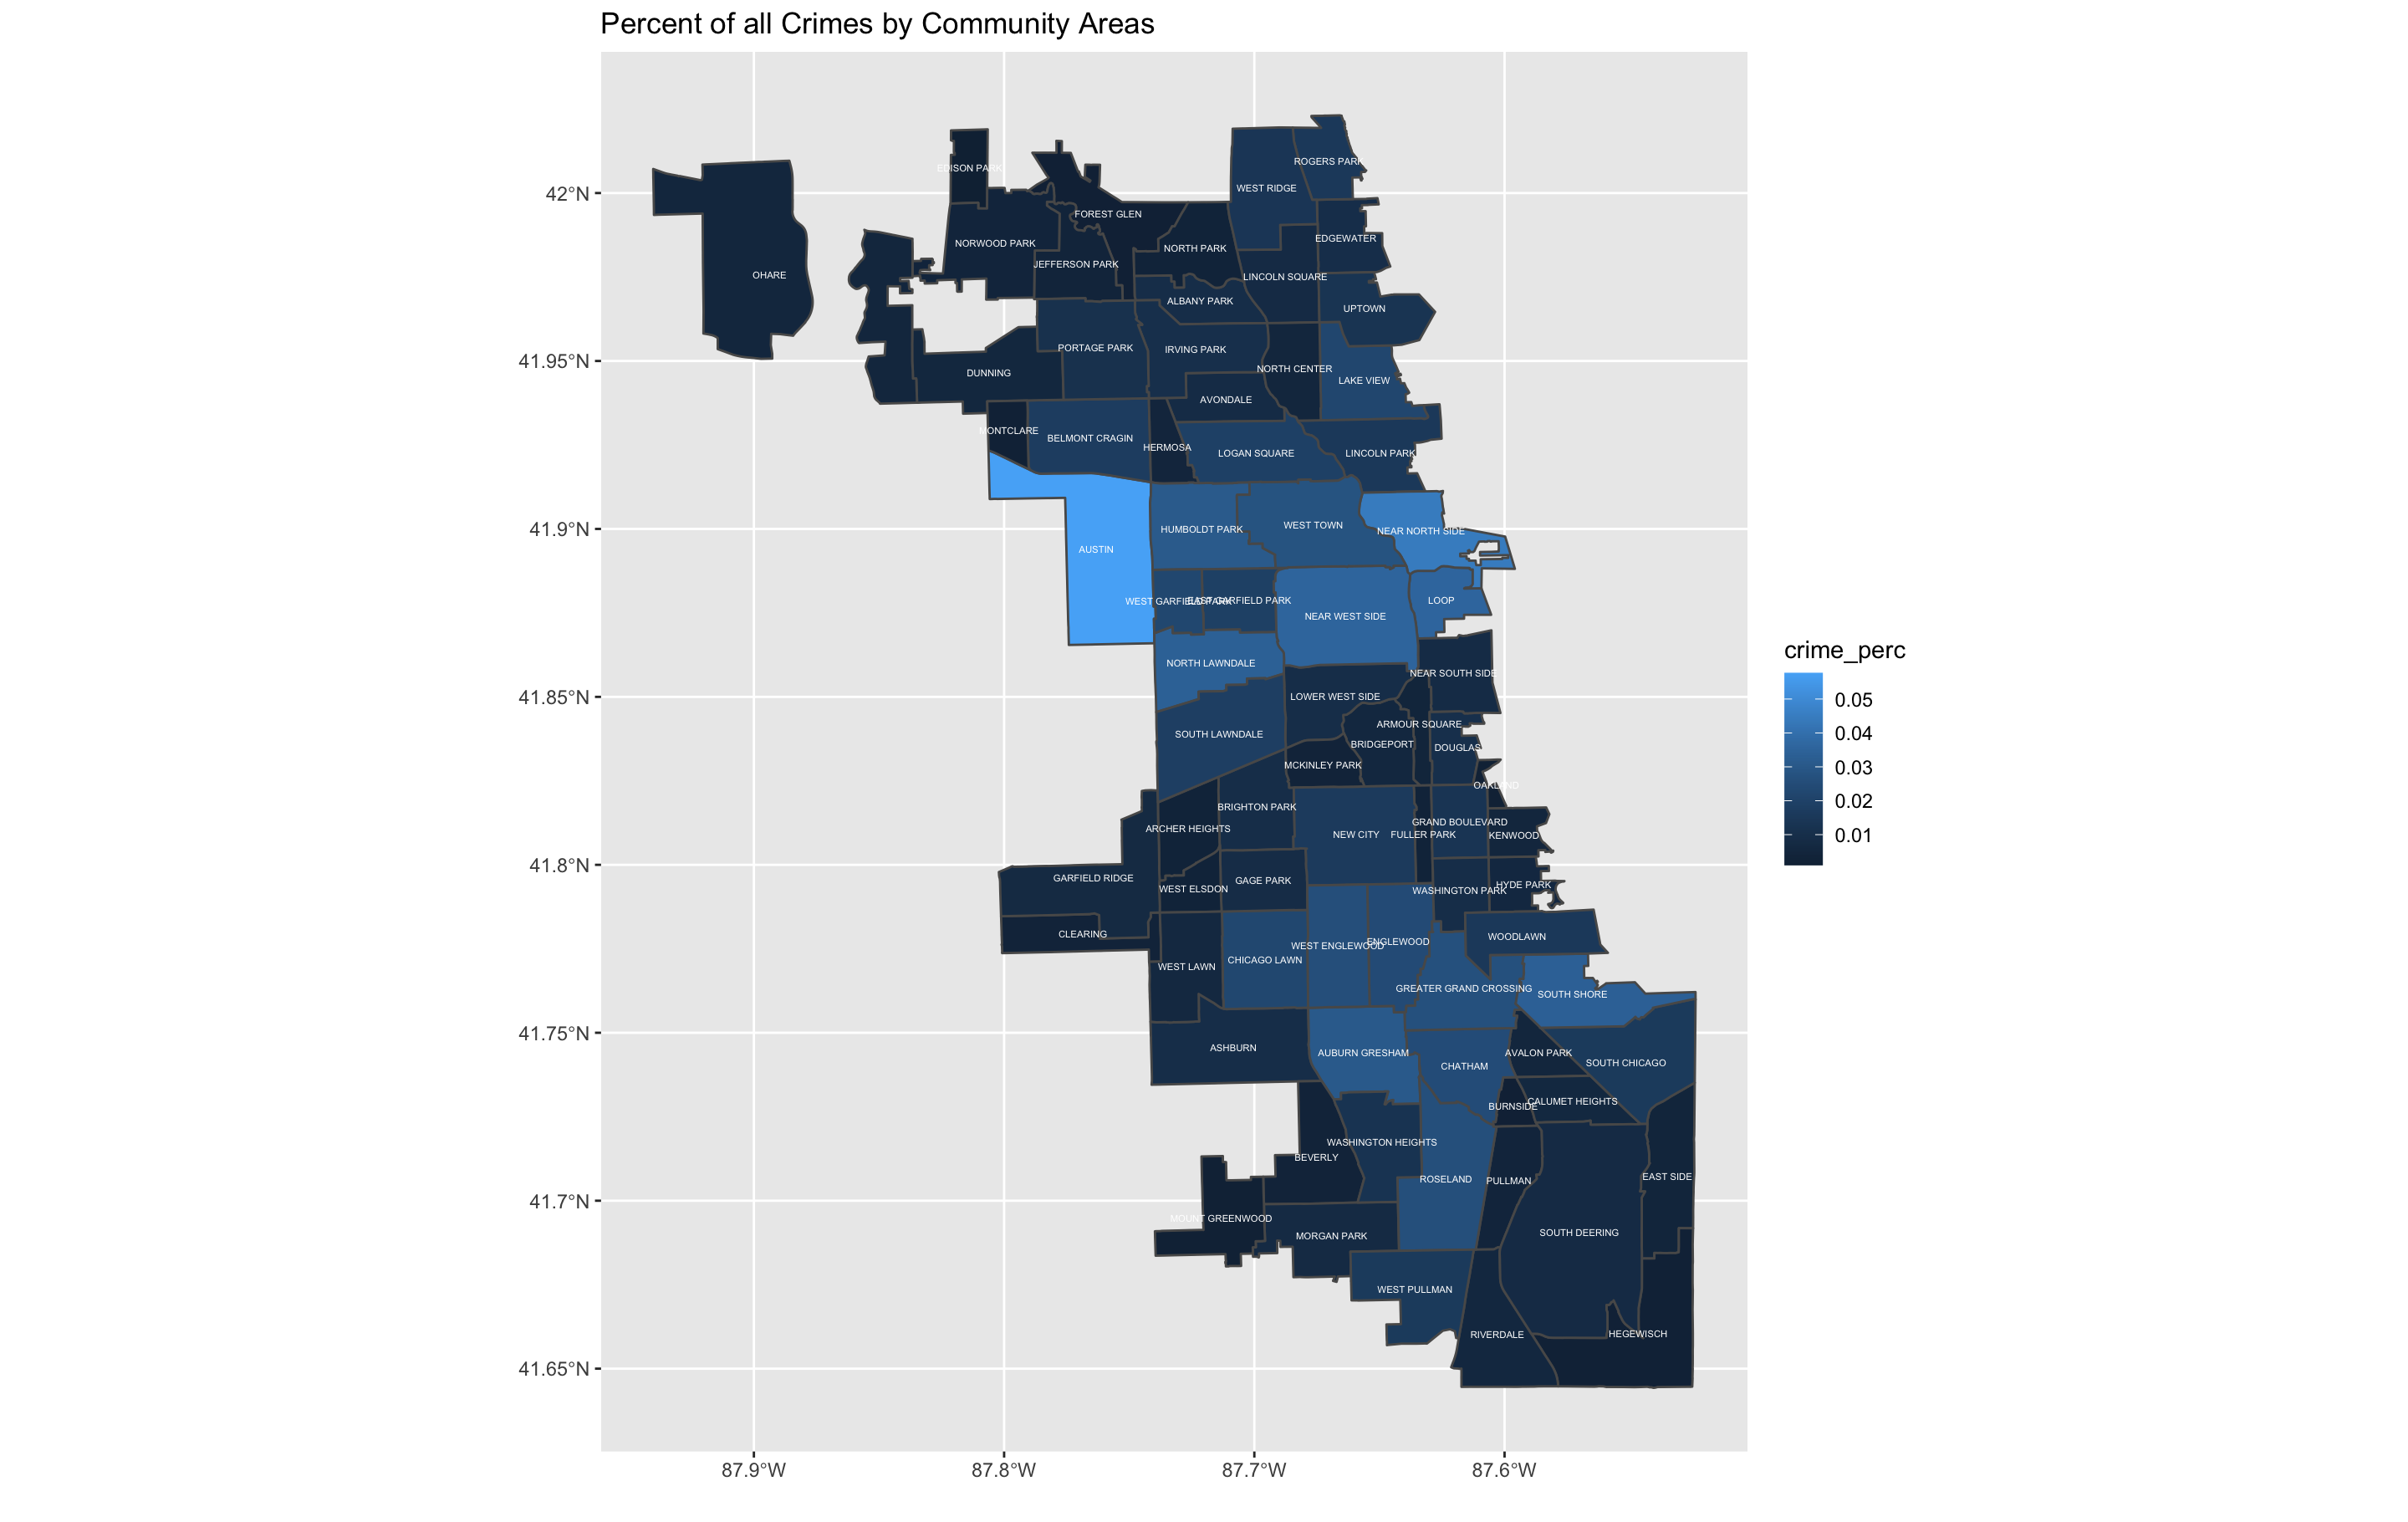 Percent of all Crimes by Community Areas
42°N
41.95°N
41.9°N
41.85°N
41.8°N
41.75°N
41.7°N
41.65°N
87.9°W
87.8°W
87.7°W
87.6°W
ROGERS PARK
EDISON PARK
WEST RIDGE
FOREST GLEN
EDGEWATER
NORWOOD PARK
NORTH PARK
JEFFERSON PARK
OHARE
LINCOLN SQUARE
ALBANY PARK
UPTOWN
PORTAGE PARK
IRVING PARK
NORTH CENTER
DUNNING
LAKE VIEW
AVONDALE
MONTCLARE
BELMONT CRAGIN
HERMOSA
LOGAN SQUARE
LINCOLN PARK
WEST TOWN
HUMBOLDT PARK
NEAR NORTH SIDE
AUSTIN
WEST GARFIELD PARK
EAST GARFIELD PARK
LOOP
NEAR WEST SIDE
NORTH LAWNDALE
NEAR SOUTH SIDE
LOWER WEST SIDE
ARMOUR SQUARE
SOUTH LAWNDALE
BRIDGEPORT
DOUGLAS
MCKINLEY PARK
OAKLAND
BRIGHTON PARK
GRAND BOULEVARD
ARCHER HEIGHTS
NEW CITY
FULLER PARK
KENWOOD
GARFIELD RIDGE
GAGE PARK
HYDE PARK
WEST ELSDON
WASHINGTON PARK
CLEARING
WOODLAWN
ENGLEWOOD
WEST ENGLEWOOD
CHICAGO LAWN
WEST LAWN
GREATER GRAND CROSSING
SOUTH SHORE
ASHBURN
AUBURN GRESHAM
AVALON PARK
SOUTH CHICAGO
CHATHAM
CALUMET HEIGHTS
BURNSIDE
WASHINGTON HEIGHTS
BEVERLY
EAST SIDE
ROSELAND
PULLMAN
MOUNT GREENWOOD
SOUTH DEERING
MORGAN PARK
WEST PULLMAN
RIVERDALE
HEGEWISCH
crime_perc
0.05
0.04
0.03
0.02
0.01